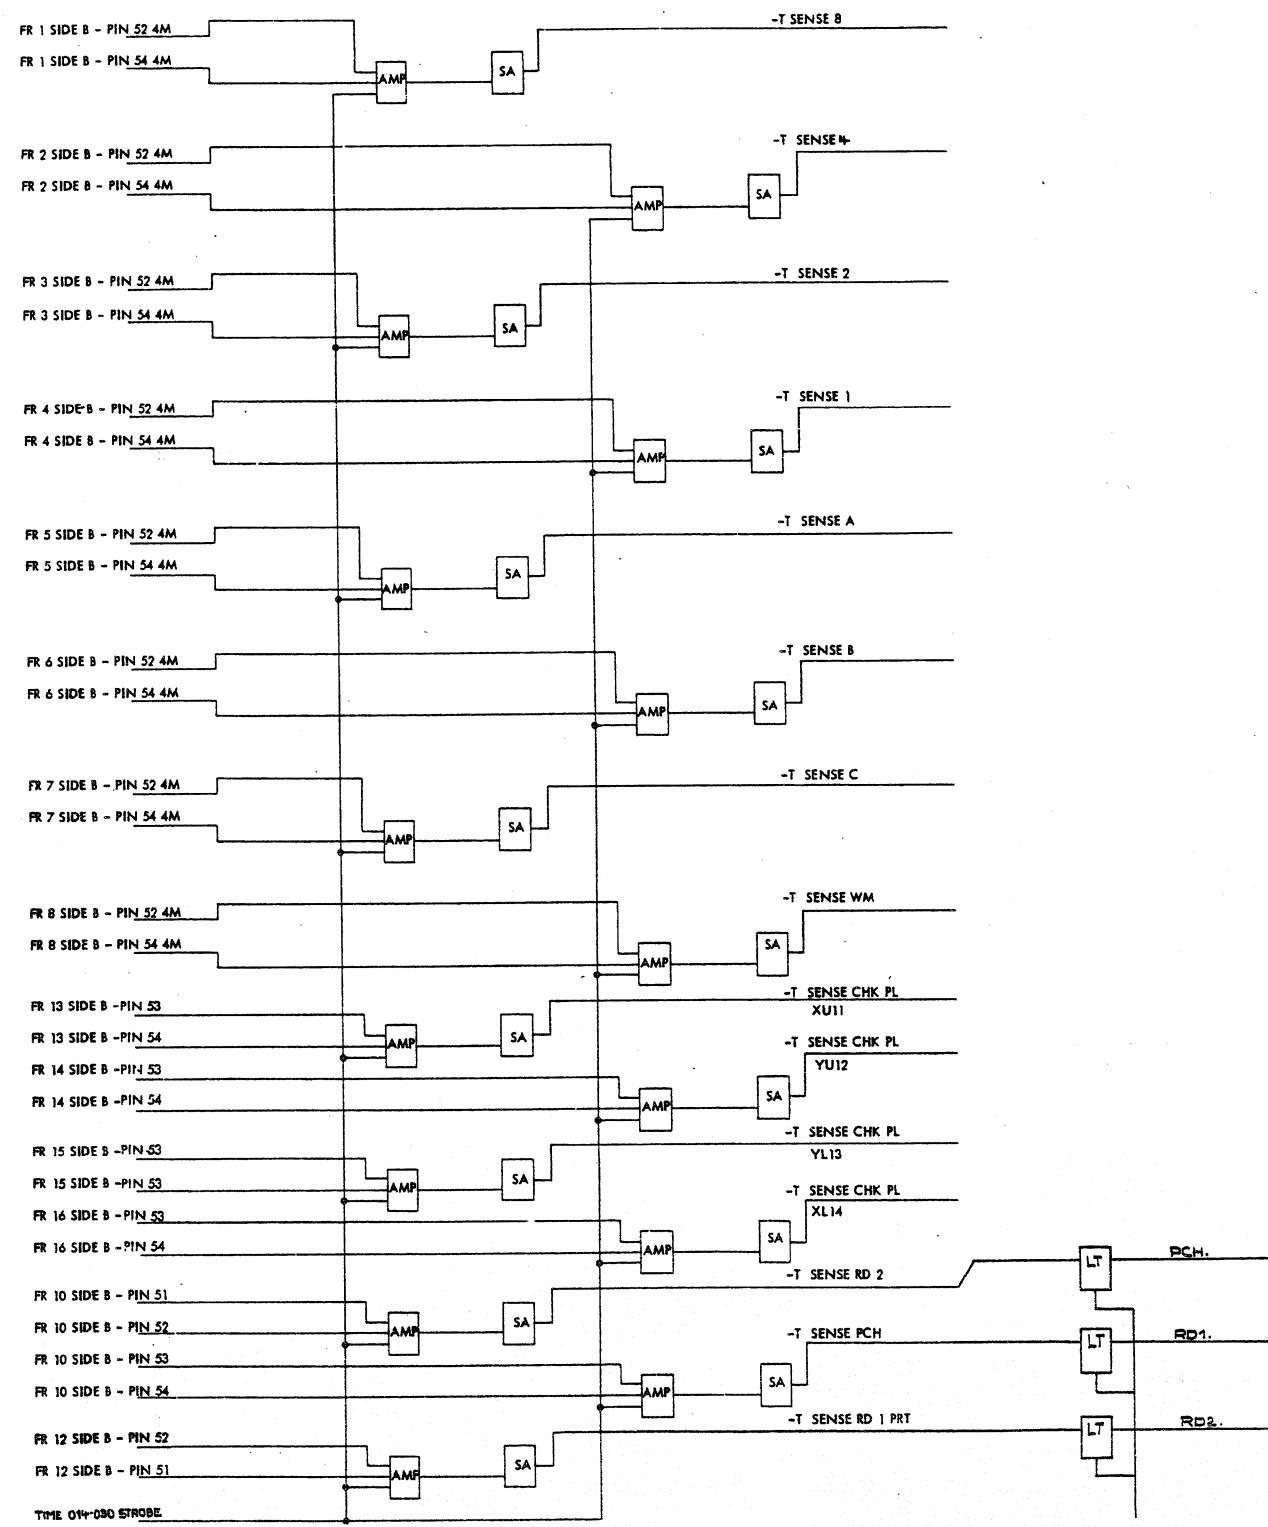 FR 1 SIDE B - PIN 52 4M
-T SENSE 8
FR 1 SIDE B - PIN 54 4M
AMP
SA
FR 2 SIDE B - PIN 52 4M
-T SENSE 4
FR 2 SIDE B - PIN 54 4M
AMP
SA
FR 3 SIDE B - PIN 52 4M
-T SENSE 2
FR 3 SIDE B - PIN 54 4M
AMP
SA
FR 4 SIDE B - PIN 52 4M
-T SENSE 1
FR 4 SIDE B - PIN 54 4M
AMP
SA
FR 5 SIDE B - PIN 52 4M
-T SENSE A
FR 5 SIDE B - PIN 54 4M
AMP
SA
FR 6 SIDE B - PIN 52 4M
-T SENSE B
FR 6 SIDE B - PIN 54 4M
AMP
SA
FR 7 SIDE B - PIN 52 4M
-T SENSE C
FR 7 SIDE B - PIN 54 4M
AMP
SA
FR 8 SIDE B - PIN 52 4M
-T SENSE WM
FR 8 SIDE B - PIN 54 4M
AMP
SA
FR 13 SIDE B -PIN 53
-T SENSE CHK PL
XU11
FR 13 SIDE B -PIN 54
AMP
SA
FR 14 SIDE B -PIN 53
-T SENSE CHK PL
YU12
FR 14 SIDE B -PIN 54
AMP
SA
FR 15 SIDE B -PIN 53
-T SENSE CHK PL
YL13
FR 15 SIDE B -PIN 53
AMP
SA
FR 16 SIDE B -PIN 53
-T SENSE CHK PL
XL14
FR 16 SIDE B -PIN 54
AMP
SA
LT
PCH.
FR 10 SIDE B - PIN 51
-T SENSE RD 2
FR 10 SIDE B - PIN 52
AMP
SA
FR 10 SIDE B - PIN 53
-T SENSE PCH
LT
RD1.
FR 10 SIDE B - PIN 54
AMP
SA
FR 12 SIDE B - PIN 52
-T SENSE RD 1 PRT
LT
RD2.
FR 12 SIDE B - PIN 51
AMP
SA
TIME 014-030 STROBE